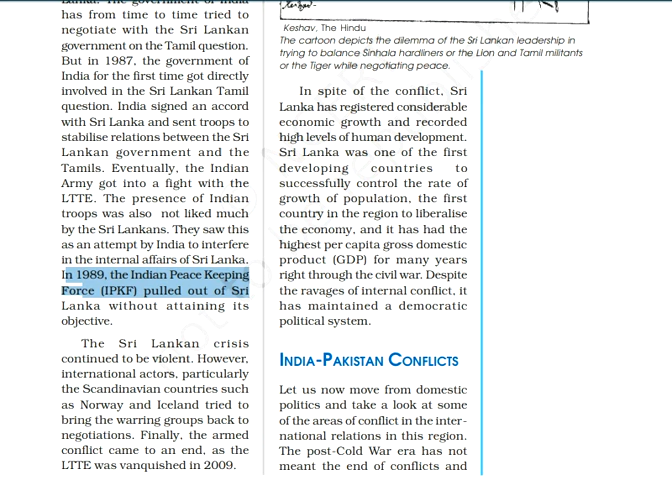 Lanka. The government of India
has from time to time tried to
negotiate with the Sri Lankan
government on the Tamil question.
But in 1987, the government of
India for the first time got directly
involved in the Sri Lankan Tamil
question. India signed an accord
with Sri Lanka and sent troops to
stabilise relations between the Sri
Lankan government and the
Tamils. Eventually, the Indian
Army got into a fight with the
LTTE. The presence of Indian
troops was also not liked much
by the Sri Lankans. They saw this
as an attempt by India to interfere
in the internal affairs of Sri Lanka.
In 1989, the Indian Peace Keeping
Force (IPKF) pulled out of Sri
Lanka without attaining its
objective.
The Sri Lankan crisis
continued to be violent. However,
international actors, particularly
the Scandinavian countries such
as Norway and Iceland tried to
bring the warring groups back to
negotiations. Finally, the armed
conflict came to an end, as the
LTTE was vanquished in 2009.
Keshav, The Hindu
The cartoon depicts the dilemma of the Sri Lankan leadership in
trying to balance Sinhala hardliners or the Lion and Tamil militants
or the Tiger while negotiating peace.
In spite of the conflict, Sri
Lanka has registered considerable
economic growth and recorded
high levels of human development.
Sri Lanka was one of the first
developing countries to
successfully control the rate of
growth of population, the first
country in the region to liberalise
the economy, and it has had the
highest per capita gross domestic
product (GDP) for many years
right through the civil war. Despite
the ravages of internal conflict, it
has maintained a democratic
political system.
INDIA-PAKISTAN CONFLICTS
Let us now move from domestic
politics and take a look at some
of the areas of conflict in the inter-
national relations in this region.
The post-Cold War era has not
meant the end of conflicts and